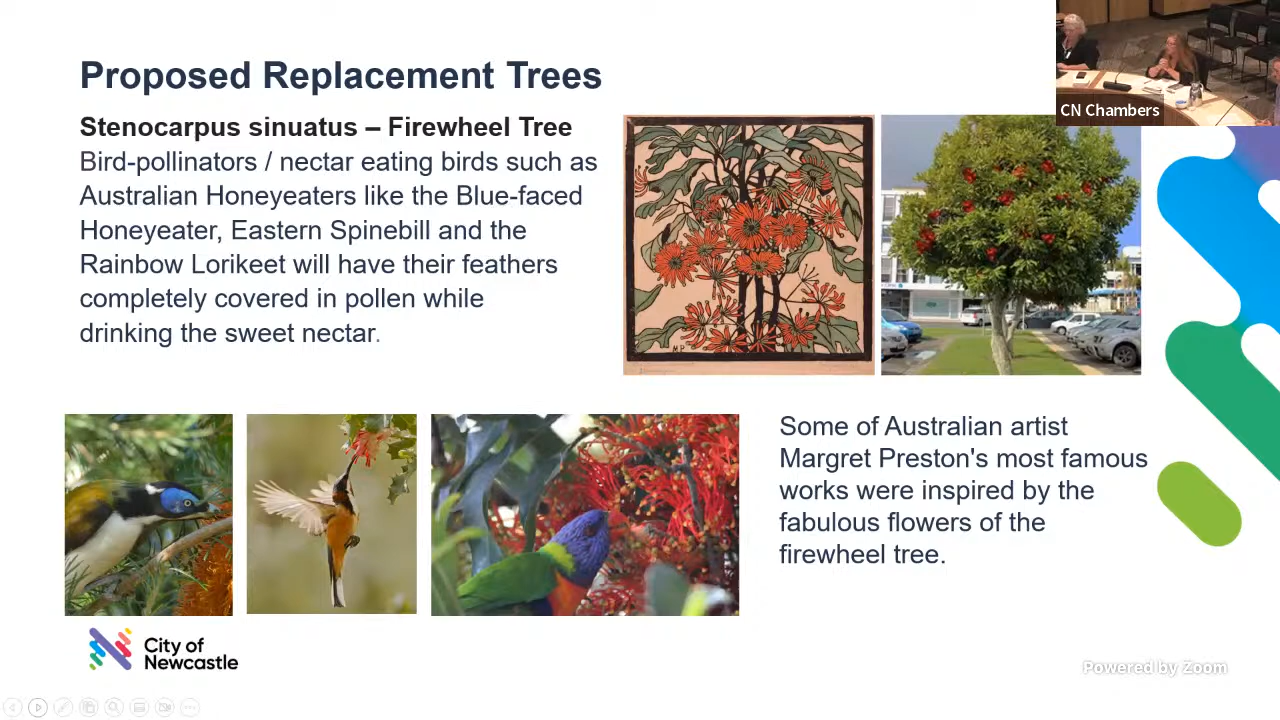 Proposed Replacement Trees
CN Chambers
Stenocarpus sinuatus – Firewheel Tree
Bird-pollinators / nectar eating birds such as
Australian Honeyeaters like the Blue-faced
Honeyeater, Eastern Spinebill and the
Rainbow Lorikeet will have their feathers
completely covered in pollen while
drinking the sweet nectar.
Some of Australian artist
Margret Preston's most famous
works were inspired by the
fabulous flowers of the
firewheel tree.
City of
Newcastle
Powered by Zoom